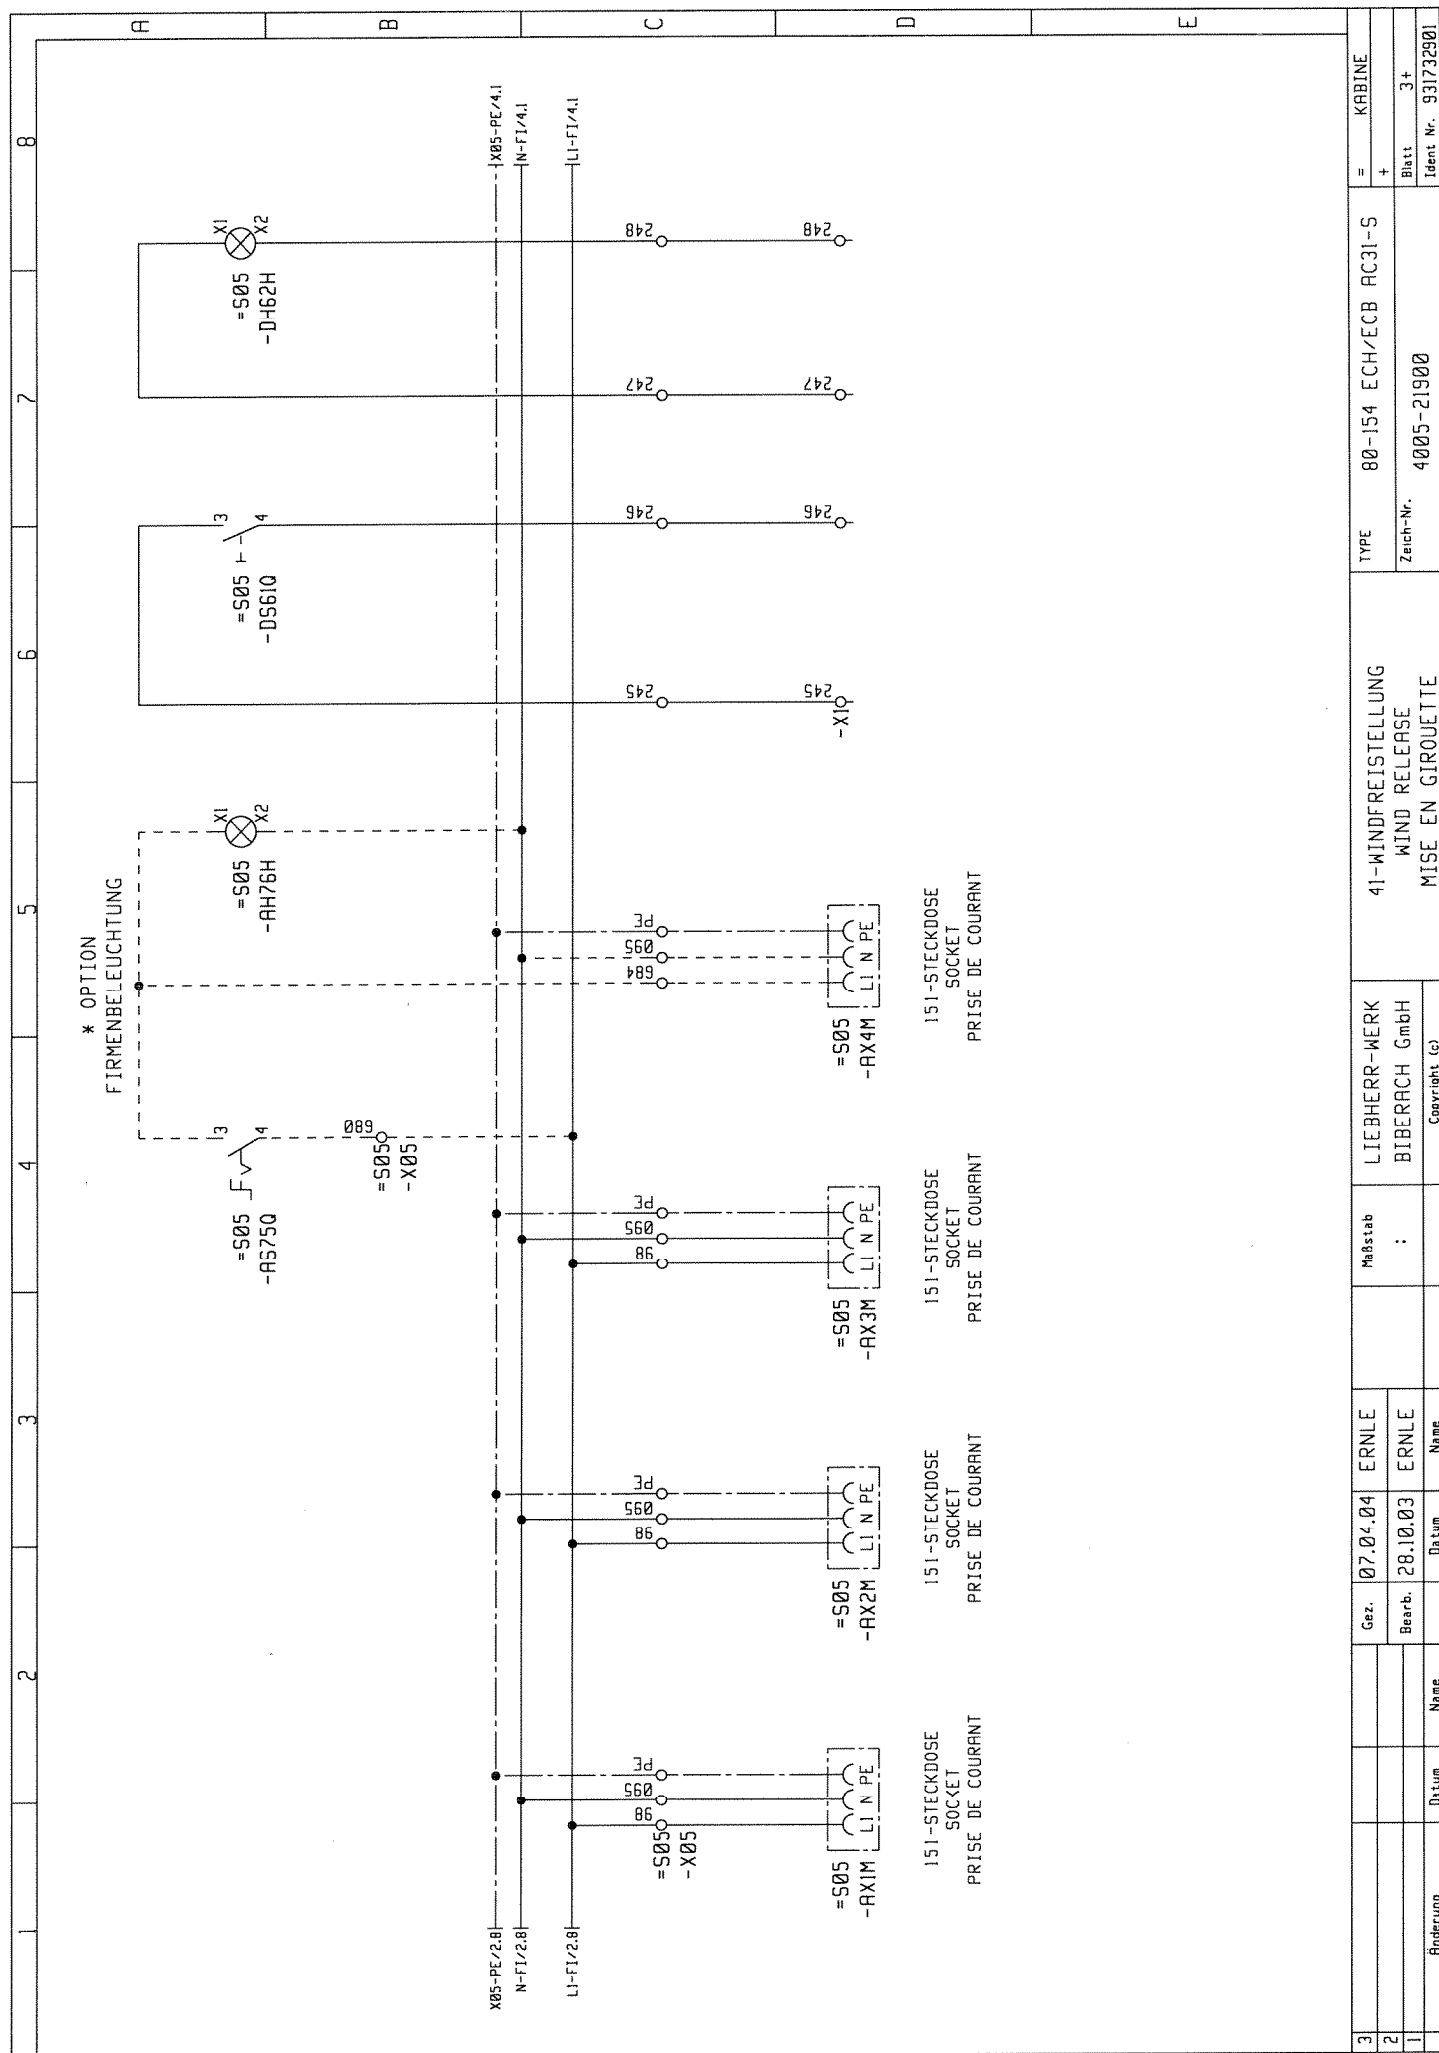 1
2
3
4
5
6
7
8
A
B
C
D
E
* OPTION
FIRMENBELEUCHTUNG
=S05
-AS75Q
3
4
680
=S05
-X05
=S05
-AH76H
X1
X2
=S05
-DS61Q
3
4
=S05
-DH62H
X1
X2
X05-PE/2.8
N-FI/2.8
L1-FI/2.8
X05-PE/4.1
N-FI/4.1
L1-FI/4.1
=S05
-X05
98
095
PE
98
095
PE
98
095
PE
684
095
PE
245
246
247
248
-X1
245
246
247
248
=S05
-AX1M
L1 N PE
151-STECKDOSE
SOCKET
PRISE DE COURANT
=S05
-AX2M
L1 N PE
151-STECKDOSE
SOCKET
PRISE DE COURANT
=S05
-AX3M
L1 N PE
151-STECKDOSE
SOCKET
PRISE DE COURANT
=S05
-AX4M
L1 N PE
151-STECKDOSE
SOCKET
PRISE DE COURANT
3
2
1
Änderung
Datum
Name
Gez. 07.04.04 ERNLE
Bearb. 28.10.03 ERNLE
Datum
Name
Maßstab
:
LIEBHERR-WERK
BIBERACH GmbH
Copyright (c)
41-WINDFREISTELLUNG
WIND RELEASE
MISE EN GIROUETTE
TYPE 80-154 ECH/ECB AC31-S
Zeich-Nr. 4005-21900
= KABINE
+
Blatt 3+
Ident Nr. 931732901